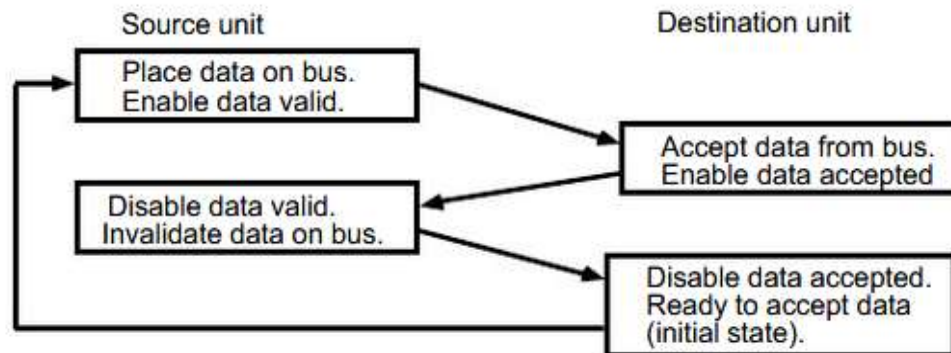 Source unit
Destination unit
Place data on bus.
Enable data valid.
Accept data from bus.
Enable data accepted
Disable data valid.
Invalidate data on bus.
Disable data accepted.
Ready to accept data
(initial state).